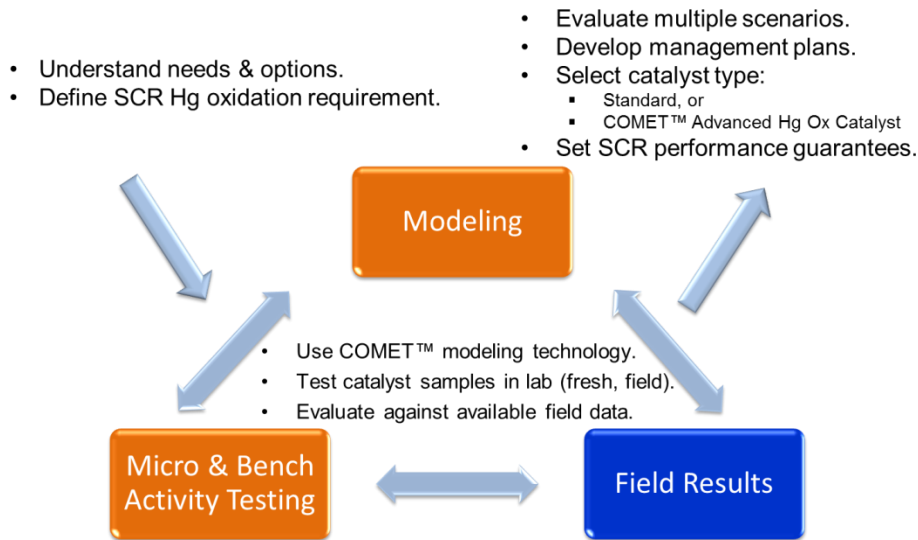 • Understand needs & options.
• Define SCR Hg oxidation requirement.
• Evaluate multiple scenarios.
• Develop management plans.
• Select catalyst type:
▪ Standard, or
▪ COMET™ Advanced Hg Ox Catalyst
• Set SCR performance guarantees.
Modeling
• Use COMET™ modeling technology.
• Test catalyst samples in lab (fresh, field).
• Evaluate against available field data.
Micro & Bench
Activity Testing
Field Results